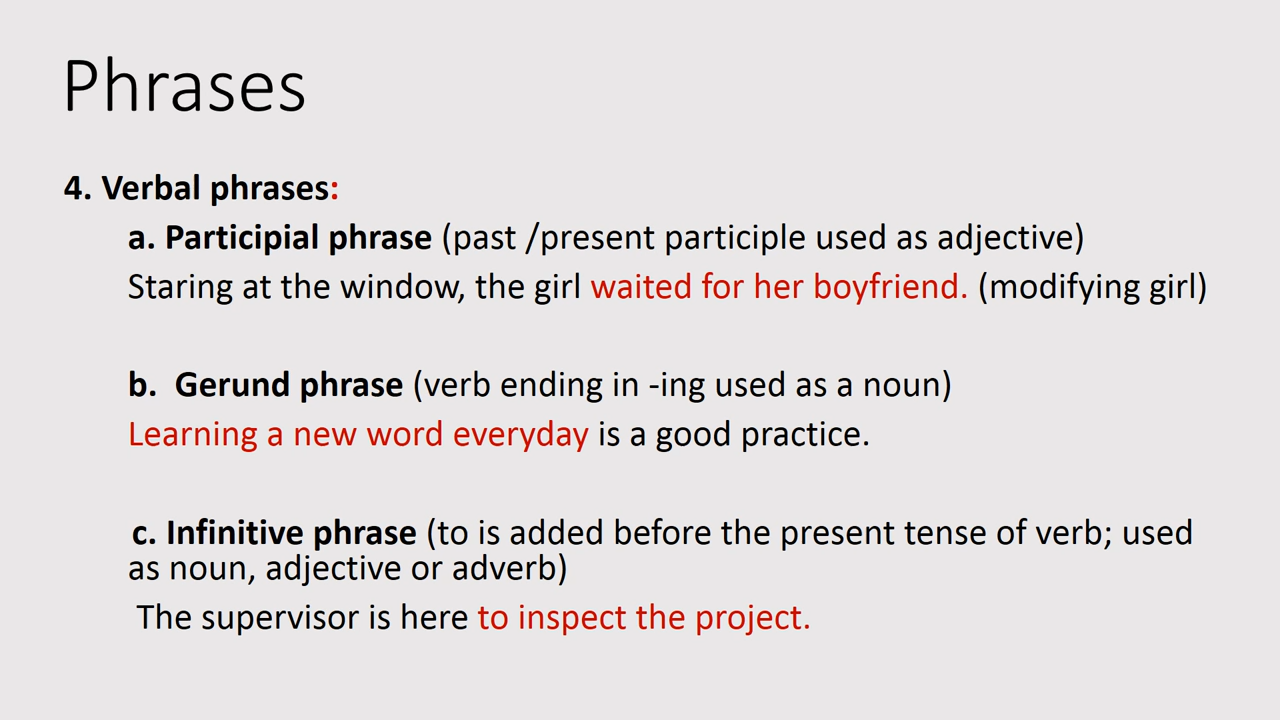 Phrases
4. Verbal phrases:
a. Participial phrase (past /present participle used as adjective)
Staring at the window, the girl waited for her boyfriend. (modifying girl)
b. Gerund phrase (verb ending in -ing used as a noun)
Learning a new word everyday is a good practice.
c. Infinitive phrase (to is added before the present tense of verb; used
as noun, adjective or adverb)
The supervisor is here to inspect the project.